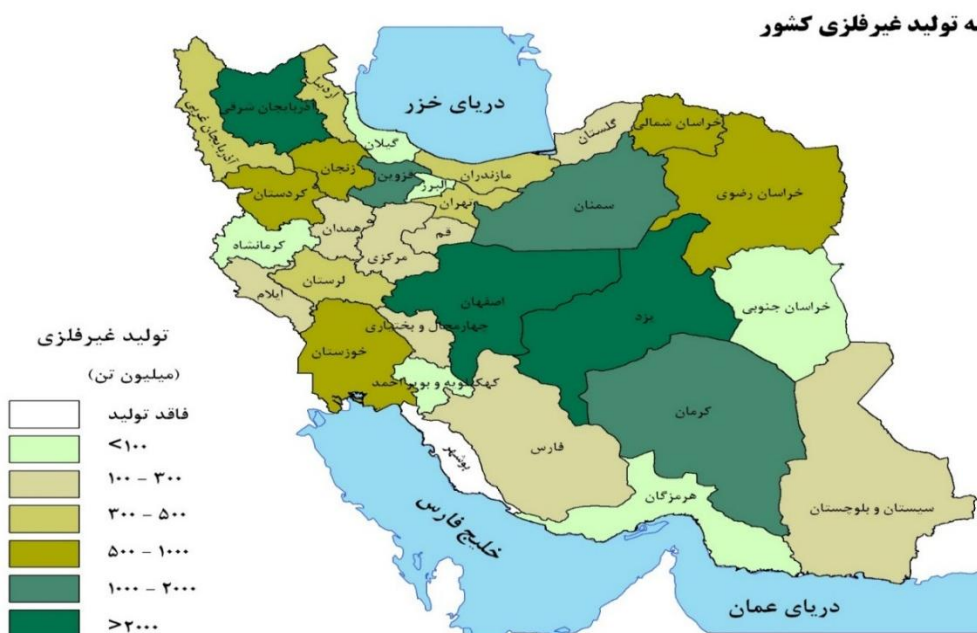 ه تولید غیرفلزی کشور
دریای خزر
آذربایجان شرقی
اردبیل
آذربایجان غربی
گیلان
گلستان
خراسان شمالی
زنجان
قزوین
البرز
مازندران
تهران
سمنان
خراسان رضوی
کردستان
همدان
قم
مرکزی
کرمانشاه
لرستان
ایلام
اصفهان
یزد
خراسان جنوبی
چهارمحال و بختیاری
خوزستان
کهکیلویه و بویراحمد
کرمان
فارس
بوشهر
هرمزگان
سیستان و بلوچستان
خلیج فارس
دریای عمان
تولید غیرفلزی
(میلیون تن)
فاقد تولید
<۱۰۰
۱۰۰ - ۳۰۰
۳۰۰ - ۵۰۰
۵۰۰ - ۱۰۰۰
۱۰۰۰ - ۲۰۰۰
>۲۰۰۰